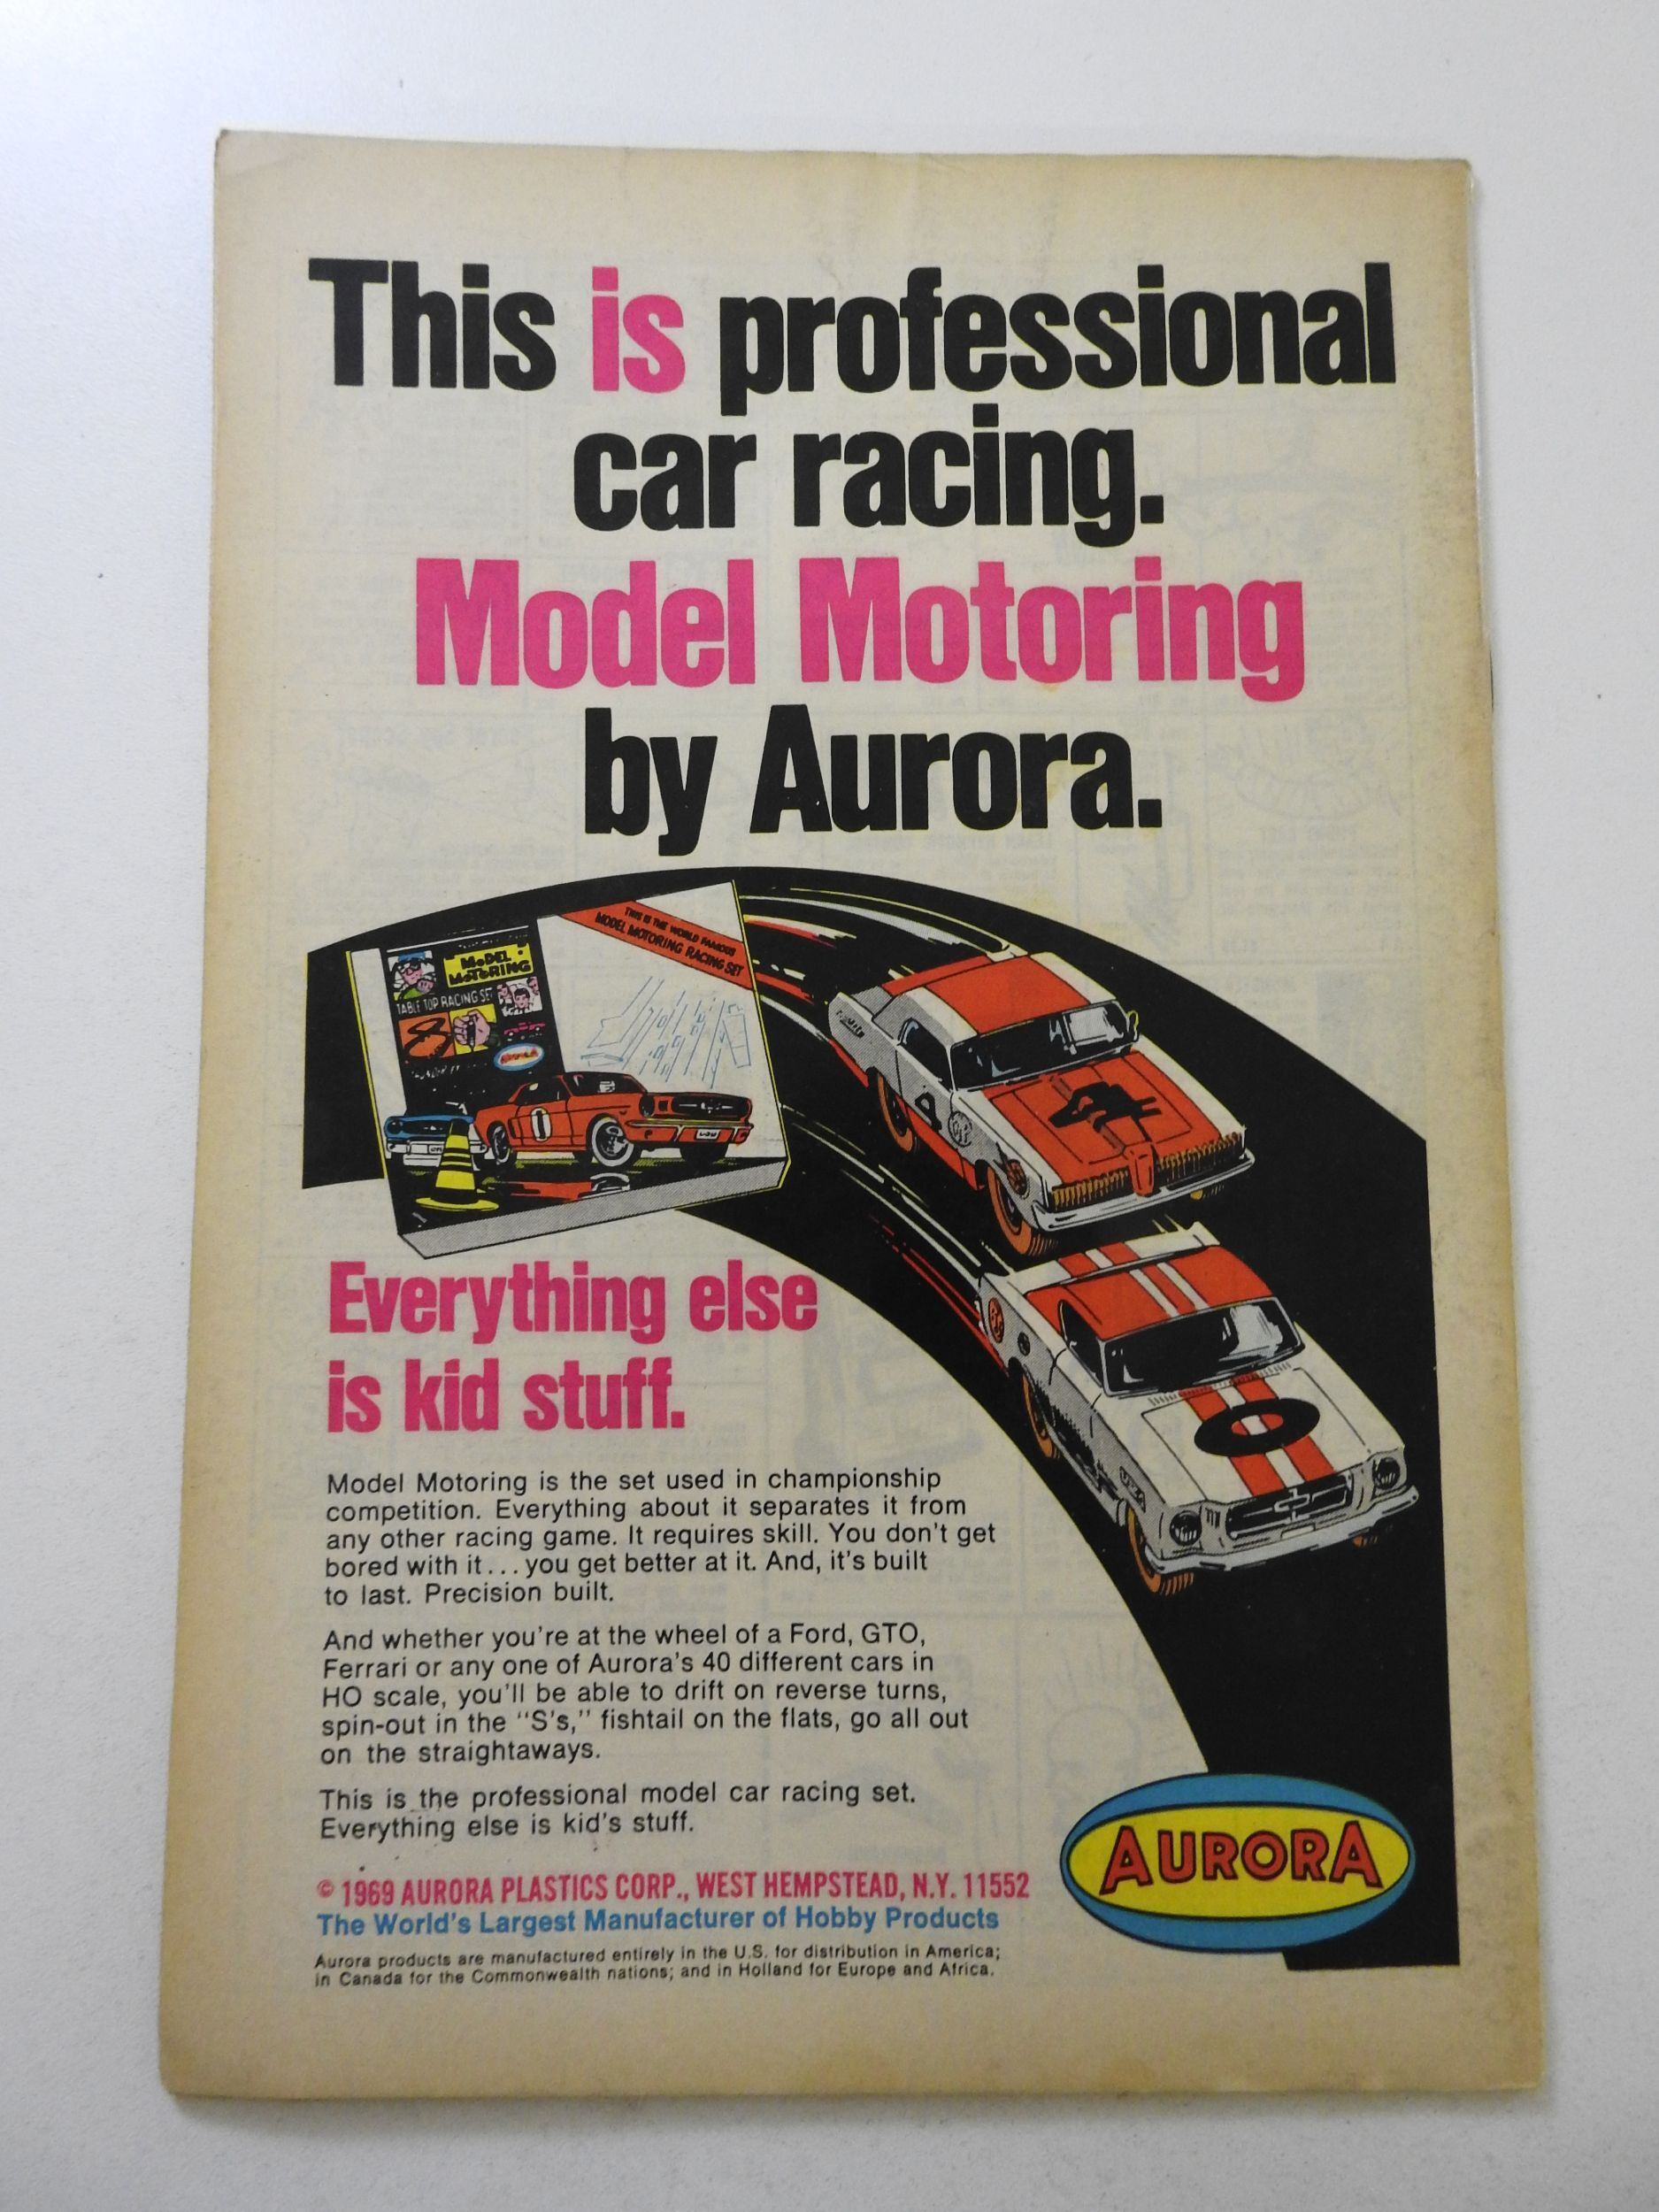 This is professional
car racing.
Model Motoring
by Aurora.
THIS IS THE WORLD FAMOUS
MODEL MOTORING RACING SET
MODEL
MOTORING
TABLE TOP RACING SET
AURORA
4
Everything else
is kid stuff.
Model Motoring is the set used in championship
competition. Everything about it separates it from
any other racing game. It requires skill. You don't get
bored with it...you get better at it. And, it's built
to last. Precision built.
And whether you're at the wheel of a Ford, GTO,
Ferrari or any one of Aurora's 40 different cars in
HO scale, you'll be able to drift on reverse turns,
spin-out in the "S's," fishtail on the flats, go all out
on the straightaways.
This is the professional model car racing set.
Everything else is kid's stuff.
© 1969 AURORA PLASTICS CORP., WEST HEMPSTEAD, N.Y. 11552
The World's Largest Manufacturer of Hobby Products
Aurora products are manufactured entirely in the U.S. for distribution in America;
in Canada for the Commonwealth nations; and in Holland for Europe and Africa.
AURORA